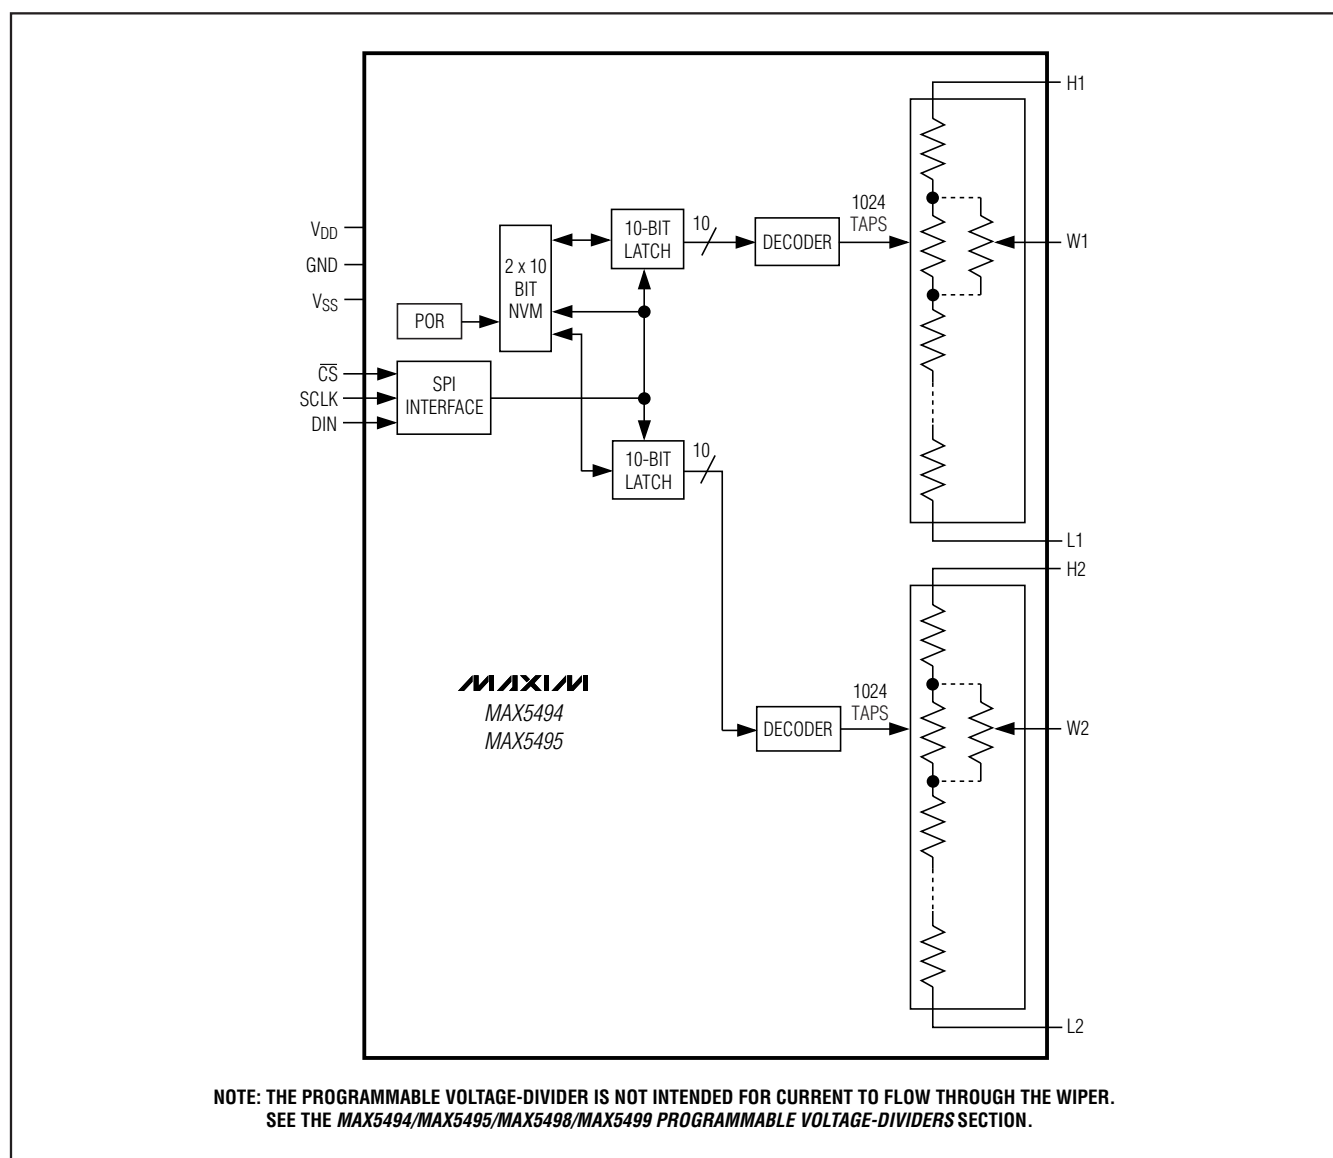 H1
1024
TAPS
10-BIT
LATCH
10
DECODER
W1
V_DD
GND
V_SS
2 x 10
BIT
NVM
POR
C̅S̅
SCLK
DIN
SPI
INTERFACE
10-BIT
LATCH
10
L1
H2
MAXIM
MAX5494
MAX5495
DECODER
1024
TAPS
W2
L2
NOTE: THE PROGRAMMABLE VOLTAGE-DIVIDER IS NOT INTENDED FOR CURRENT TO FLOW THROUGH THE WIPER.
SEE THE MAX5494/MAX5495/MAX5498/MAX5499 PROGRAMMABLE VOLTAGE-DIVIDERS SECTION.